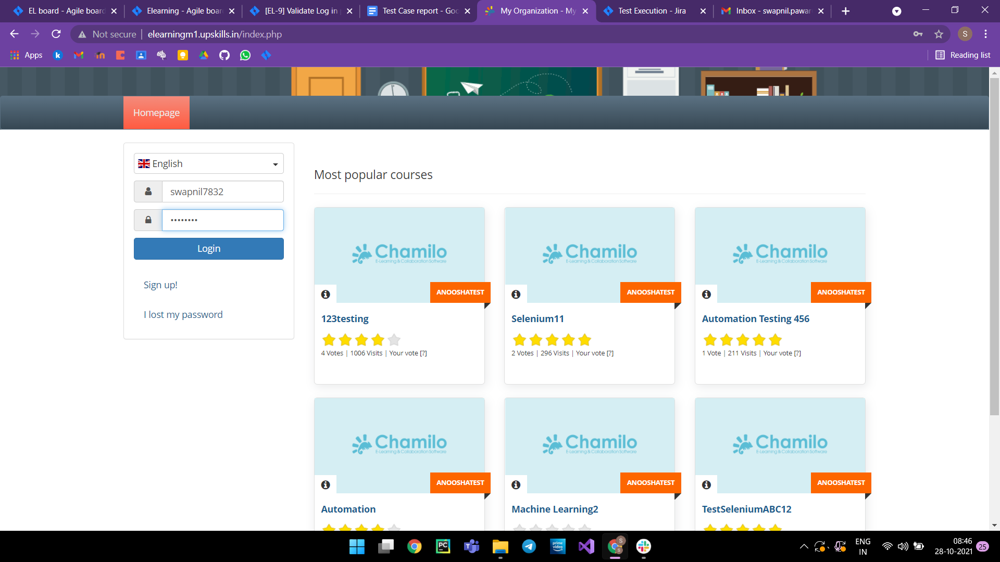 EL board - Agile board
Elearning - Agile boar
[EL-9] Validate Log in
Test Case report - Goo
My Organization - My
Test Execution - Jira
Inbox - swapnil.pawar
Not secure
elearningm1.upskills.in/index.php
S
Apps
Reading list
Homepage
English
swapnil7832
••••••••
Login
Sign up!
I lost my password
Most popular courses
Chamilo
E-Learning & Collaboration Software
ANOOSHATEST
123testing
4 Votes | 1006 Visits | Your vote [?]
Chamilo
E-Learning & Collaboration Software
ANOOSHATEST
Selenium11
2 Votes | 296 Visits | Your vote [?]
Chamilo
E-Learning & Collaboration Software
ANOOSHATEST
Automation Testing 456
1 Vote | 211 Visits | Your vote [?]
Chamilo
E-Learning & Collaboration Software
ANOOSHATEST
Automation
Chamilo
E-Learning & Collaboration Software
ANOOSHATEST
Machine Learning2
Chamilo
E-Learning & Collaboration Software
ANOOSHATEST
TestSeleniumABC12
PC
prime video
ENG
IN
08:46
28-10-2021
25